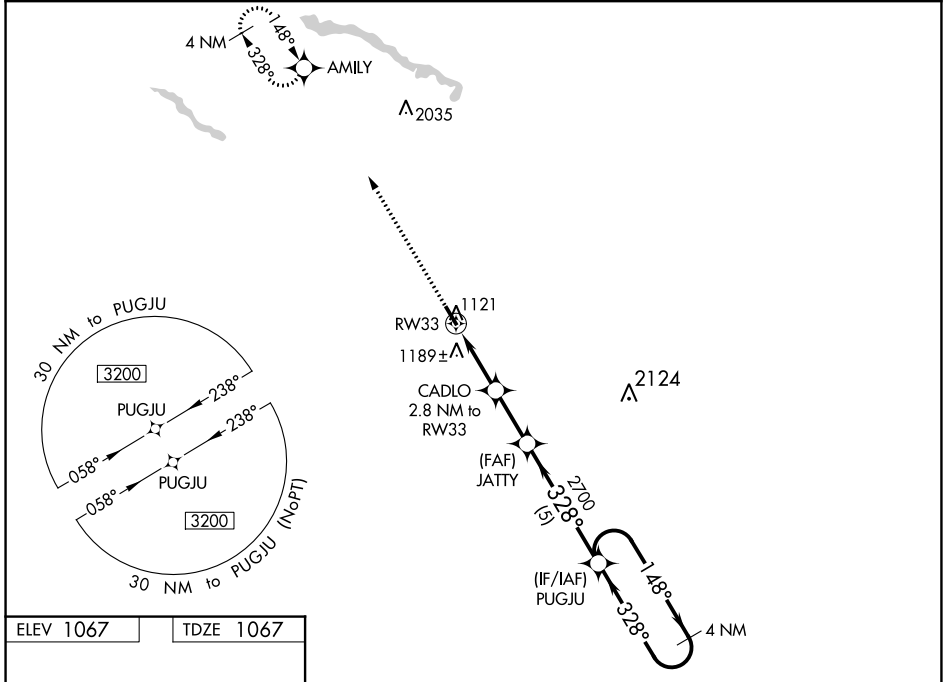 4 NM
148°
328°
AMILY
2035
1121
RW33
1189±
CADLO
2.8 NM to
RW33
2124
(FAF)
JATTY
2700
328°
(5)
(IF/IAF)
PUGJU
148°
328°
4 NM
30 NM to PUGJU
3200
PUGJU
238°
058°
238°
058°
PUGJU
3200
30 NM to PUGJU (NoPT)
ELEV 1067
TDZE 1067